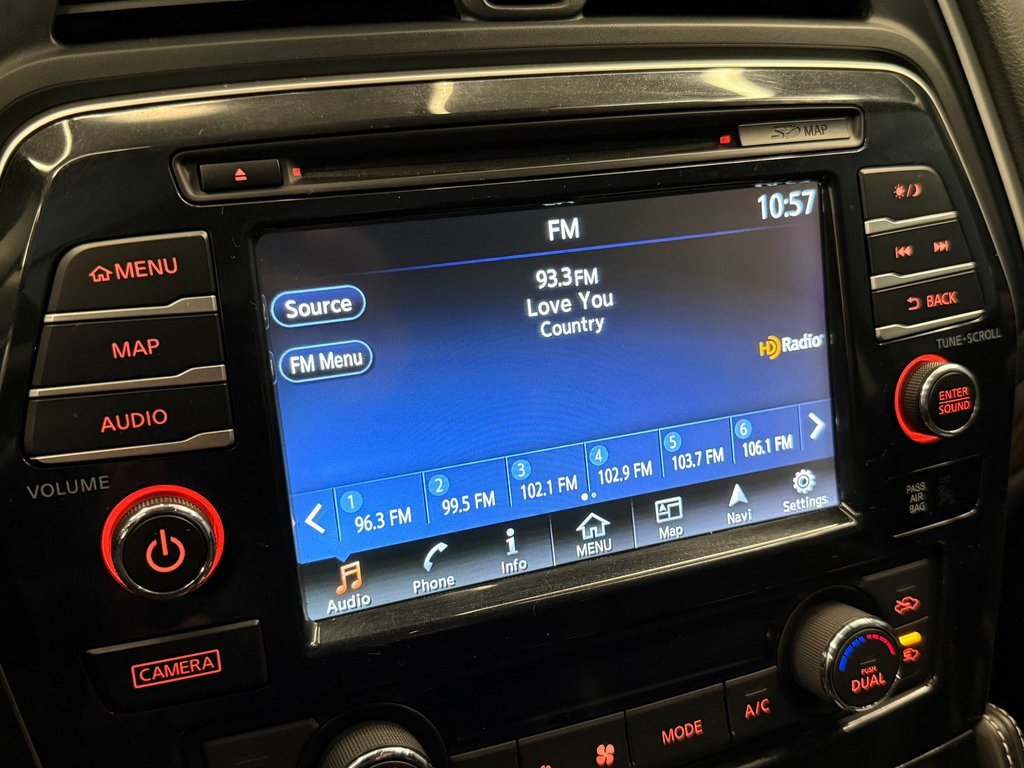 SD MAP
MENU
MAP
AUDIO
VOLUME
CAMERA
FM
10:57
Source
FM Menu
93.3 FM
Love You
Country
HD Radio
1 96.3 FM
2 99.5 FM
3 102.1 FM
4 102.9 FM
5 103.7 FM
6 106.1 FM
Audio
Phone
Info
MENU
Map
Navi
Settings
BACK
TUNE·SCROLL
ENTER
SOUND
PASS
AIR
BAG
PUSH
DUAL
A/C
MODE